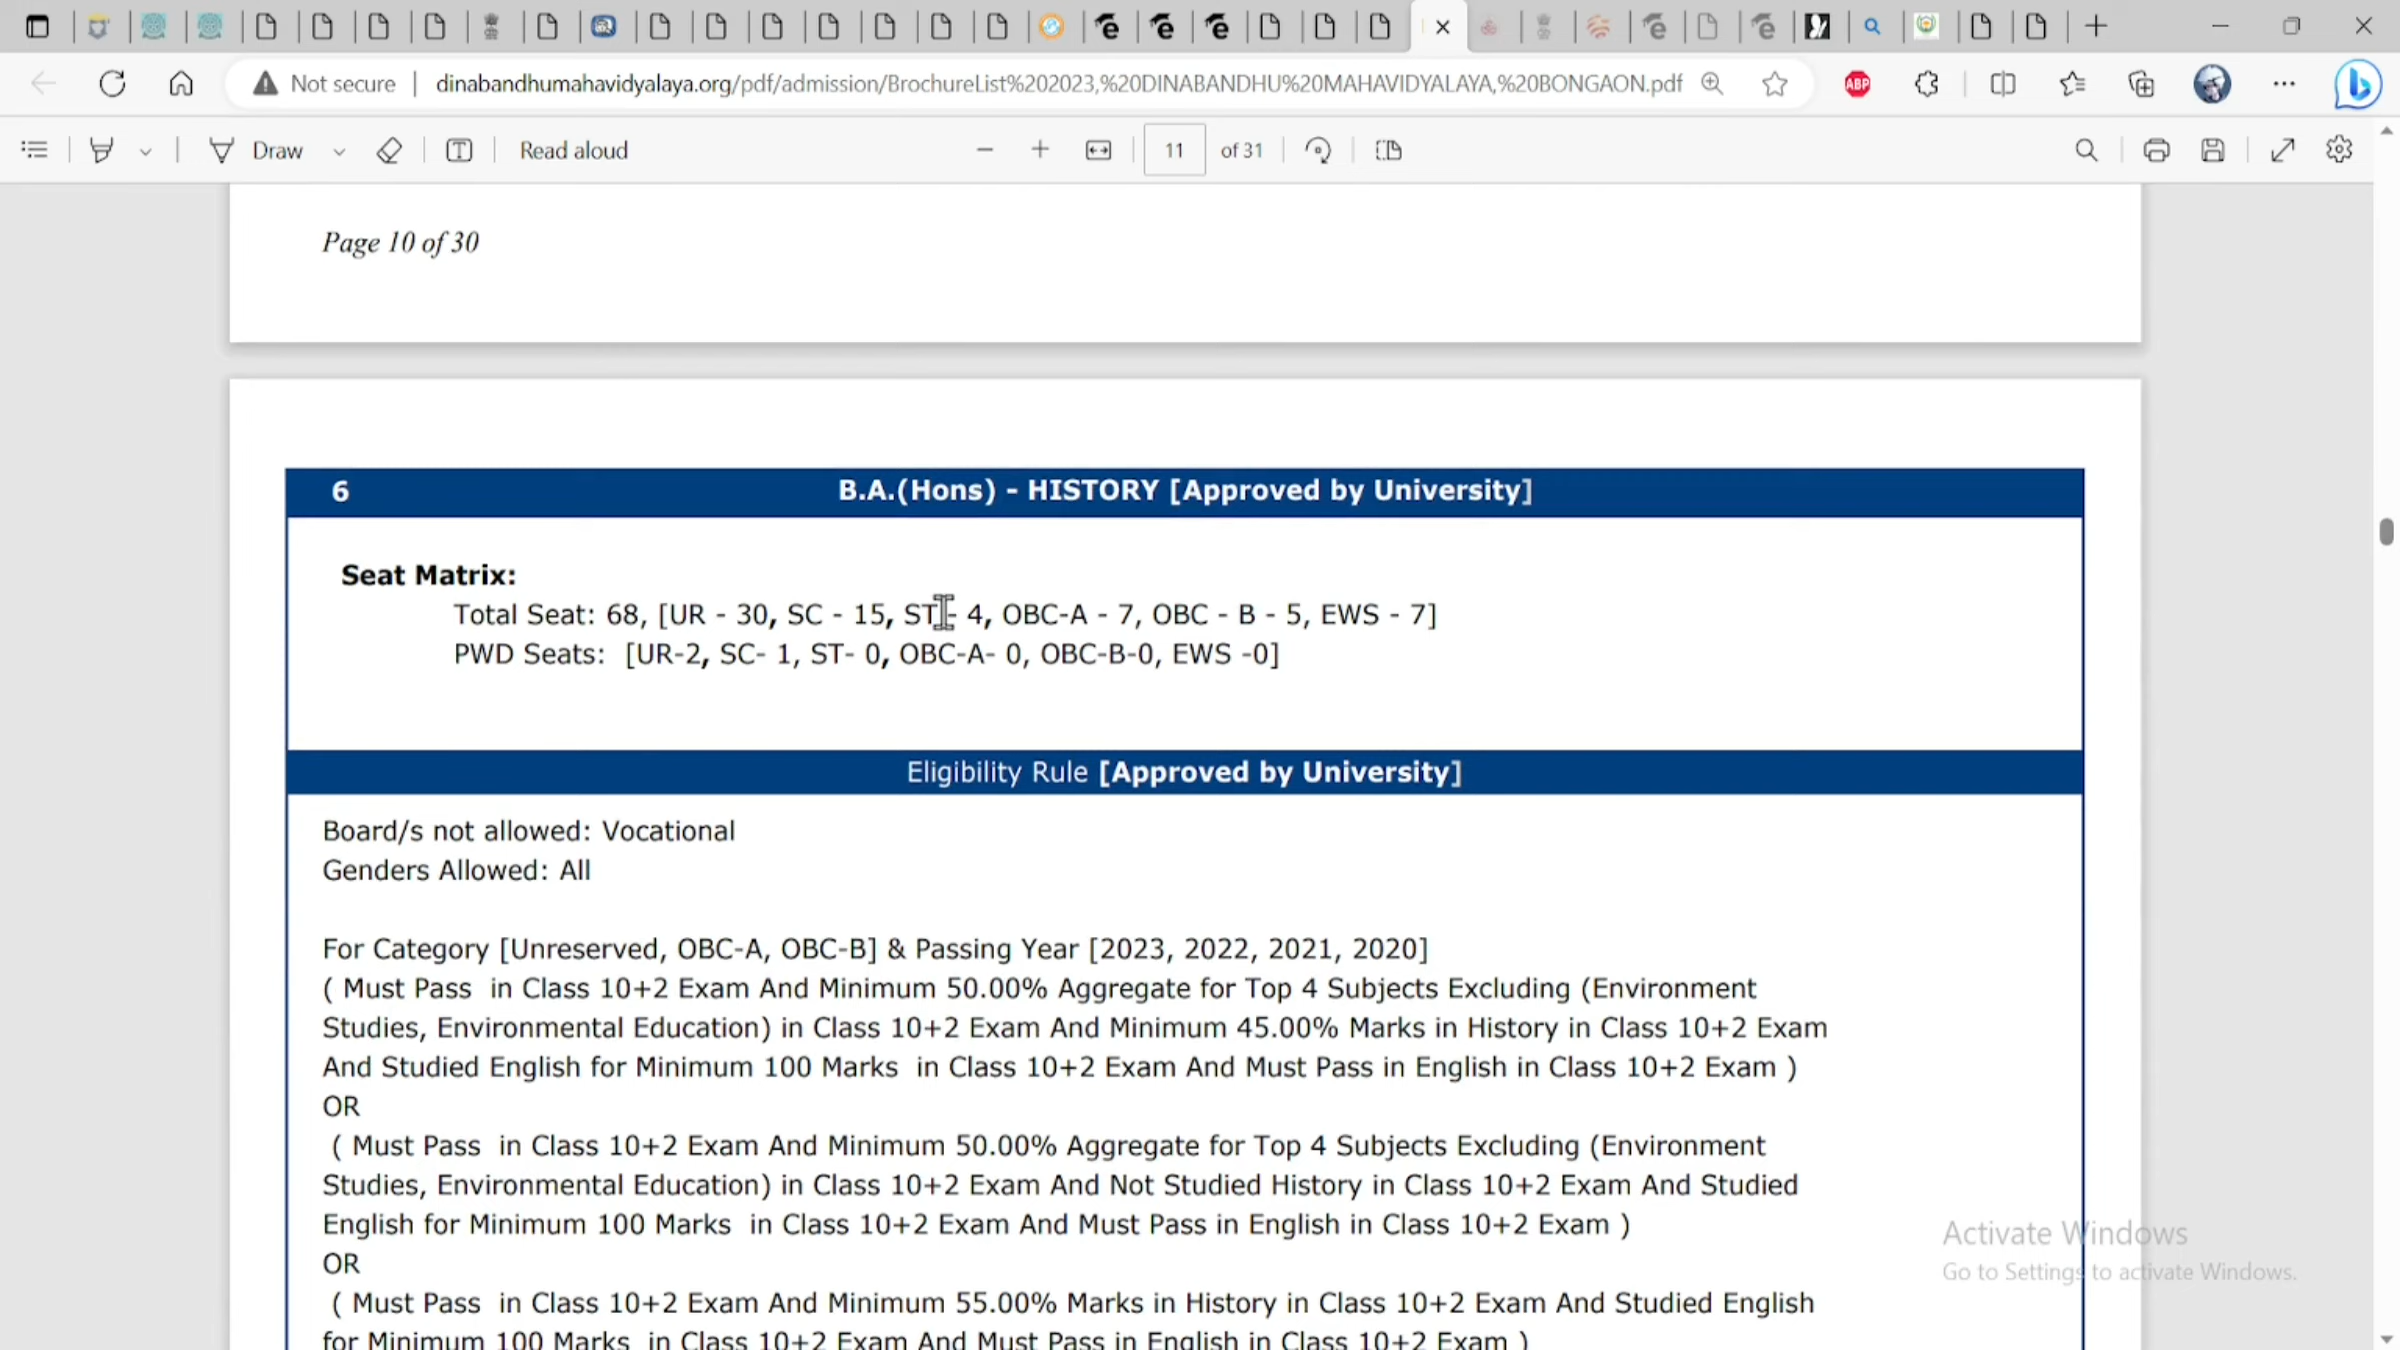 Not secure
dinabandhumahavidyalaya.org/pdf/admission/BrochureList%202023,%20DINABANDHU%20MAHAVIDYALAYA,%20BONGAON.pdf
ABP
Draw
Read aloud
11 of 31
Page 10 of 30
6 B.A.(Hons) - HISTORY [Approved by University]
Seat Matrix:
Total Seat: 68, [UR - 30, SC - 15, ST - 4, OBC-A - 7, OBC - B - 5, EWS - 7]
PWD Seats: [UR-2, SC- 1, ST- 0, OBC-A- 0, OBC-B-0, EWS -0]
Eligibility Rule [Approved by University]
Board/s not allowed: Vocational
Genders Allowed: All
For Category [Unreserved, OBC-A, OBC-B] & Passing Year [2023, 2022, 2021, 2020]
( Must Pass in Class 10+2 Exam And Minimum 50.00% Aggregate for Top 4 Subjects Excluding (Environment
Studies, Environmental Education) in Class 10+2 Exam And Minimum 45.00% Marks in History in Class 10+2 Exam
And Studied English for Minimum 100 Marks in Class 10+2 Exam And Must Pass in English in Class 10+2 Exam )
OR
( Must Pass in Class 10+2 Exam And Minimum 50.00% Aggregate for Top 4 Subjects Excluding (Environment
Studies, Environmental Education) in Class 10+2 Exam And Not Studied History in Class 10+2 Exam And Studied
English for Minimum 100 Marks in Class 10+2 Exam And Must Pass in English in Class 10+2 Exam )
OR
( Must Pass in Class 10+2 Exam And Minimum 55.00% Marks in History in Class 10+2 Exam And Studied English
for Minimum 100 Marks in Class 10+2 Exam And Must Pass in English in Class 10+2 Exam )
Activate Windows
Go to Settings to activate Windows.